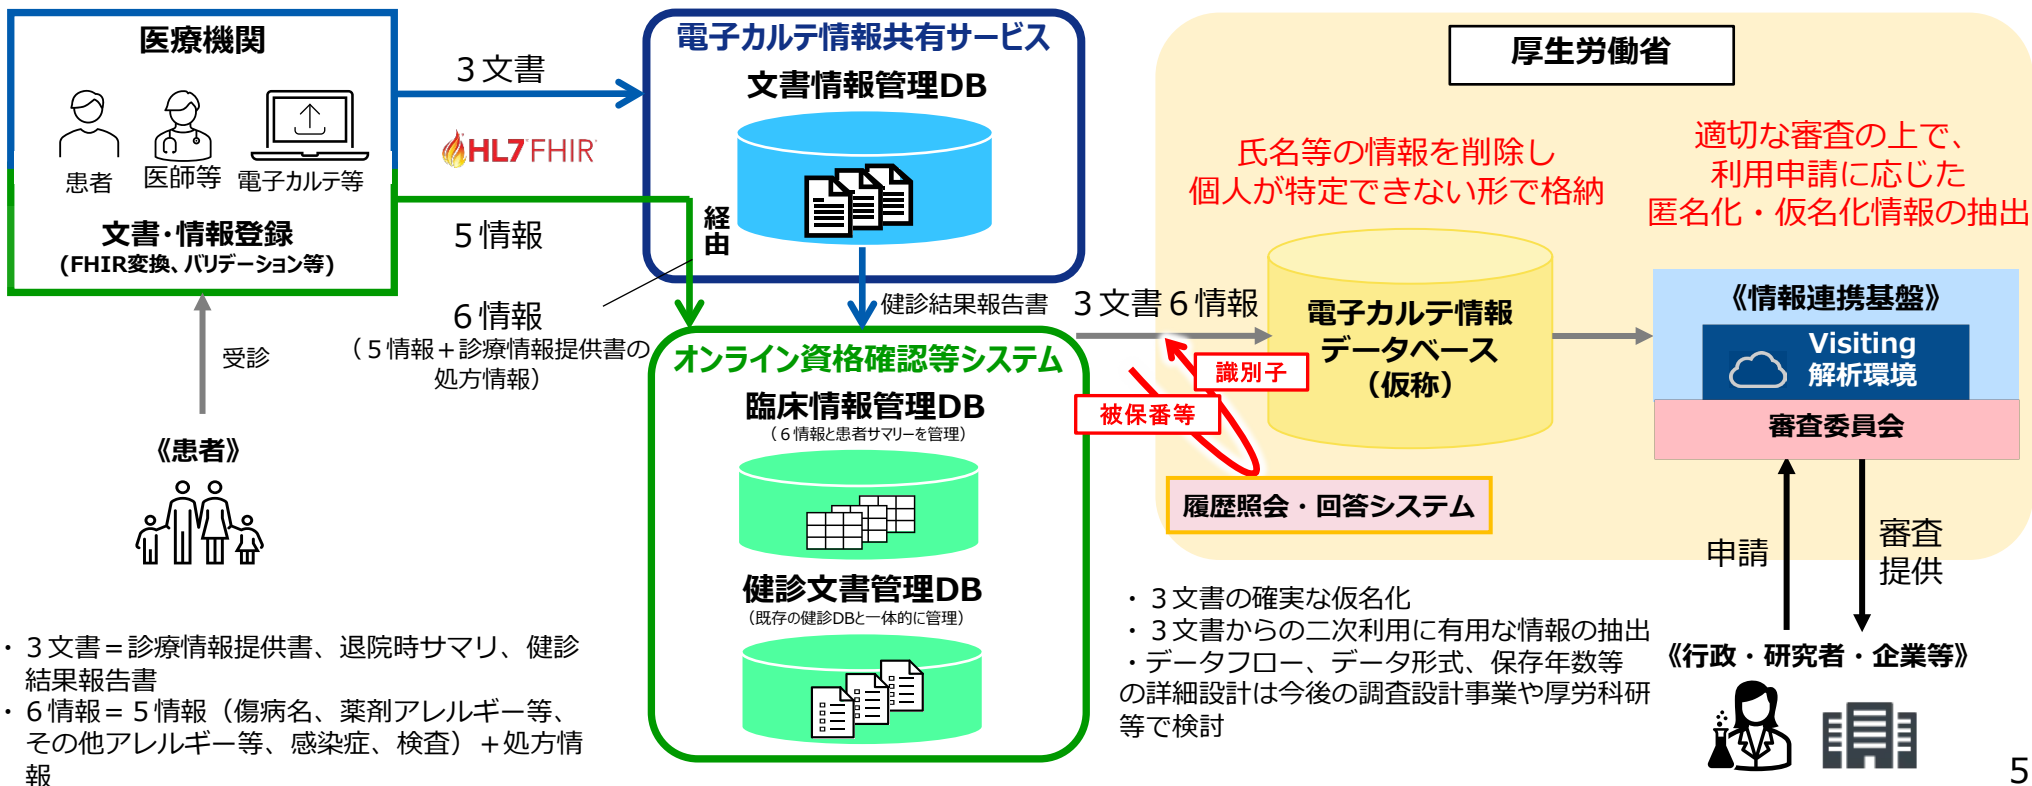 医療機関
患者
医師等
電子カルテ等
文書・情報登録
(FHIR変換、バリデーション等)
受診
《患者》
3文書
HL7 FHIR
5情報
経由
6情報
(5情報+診療情報提供書の
処方情報)
電子カルテ情報共有サービス
文書情報管理DB
健診結果報告書
オンライン資格確認等システム
臨床情報管理DB
(6情報と患者サマリーを管理)
健診文書管理DB
(既存の健診DBと一体的に管理)
3文書6情報
識別子
被保番等
履歴照会・回答システム
厚生労働省
氏名等の情報を削除し
個人が特定できない形で格納
電子カルテ情報
データベース
(仮称)
適切な審査の上で、
利用申請に応じた
匿名化・仮名化情報の抽出
《情報連携基盤》
Visiting
解析環境
審査委員会
申請
審査
提供
《行政・研究者・企業等》
・3文書=診療情報提供書、退院時サマリ、健診
結果報告書
・6情報=5情報(傷病名、薬剤アレルギー等、
その他アレルギー等、感染症、検査)+処方情
報
・3文書の確実な仮名化
・3文書からの二次利用に有用な情報の抽出
・データフロー、データ形式、保存年数等
の詳細設計は今後の調査設計事業や厚労科研
等で検討
5